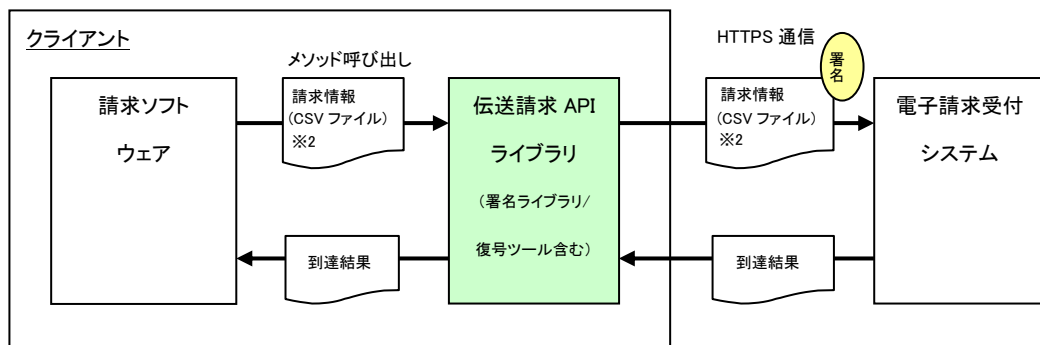 クライアント
メソッド呼び出し
HTTPS 通信
署
名
請求ソフト
ウェア
請求情報
(CSV ファイル)
※2
伝送請求 API
ライブラリ
(署名ライブラリ/
復号ツール含む)
請求情報
(CSV ファイル)
※2
電子請求受付
システム
到達結果
到達結果